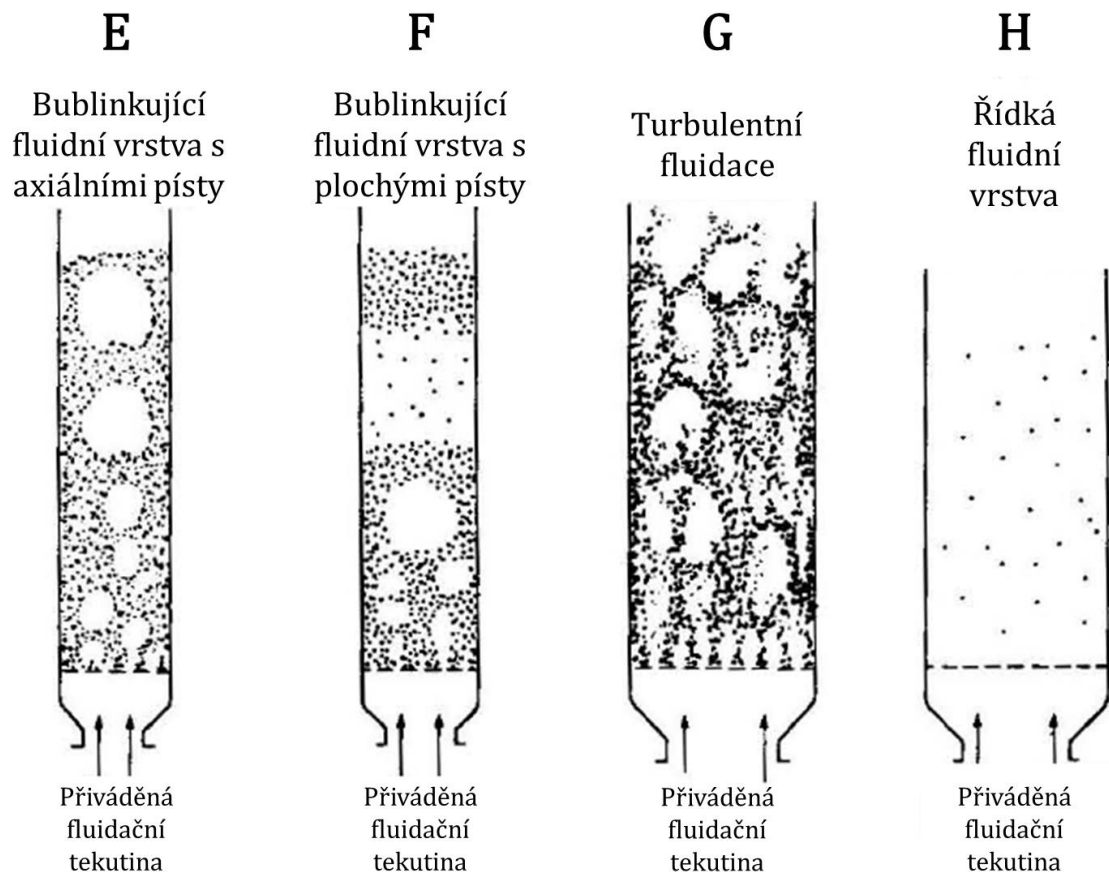 E
Bublinkující
fluidní vrstva s
axiálními písty
F
Bublinkující
fluidní vrstva s
plochými písty
G
Turbulentní
fluidace
H
Řídká
fluidní
vrstva
Přiváděná
fluidační
tekutina
Přiváděná
fluidační
tekutina
Přiváděná
fluidační
tekutina
Přiváděná
fluidační
tekutina